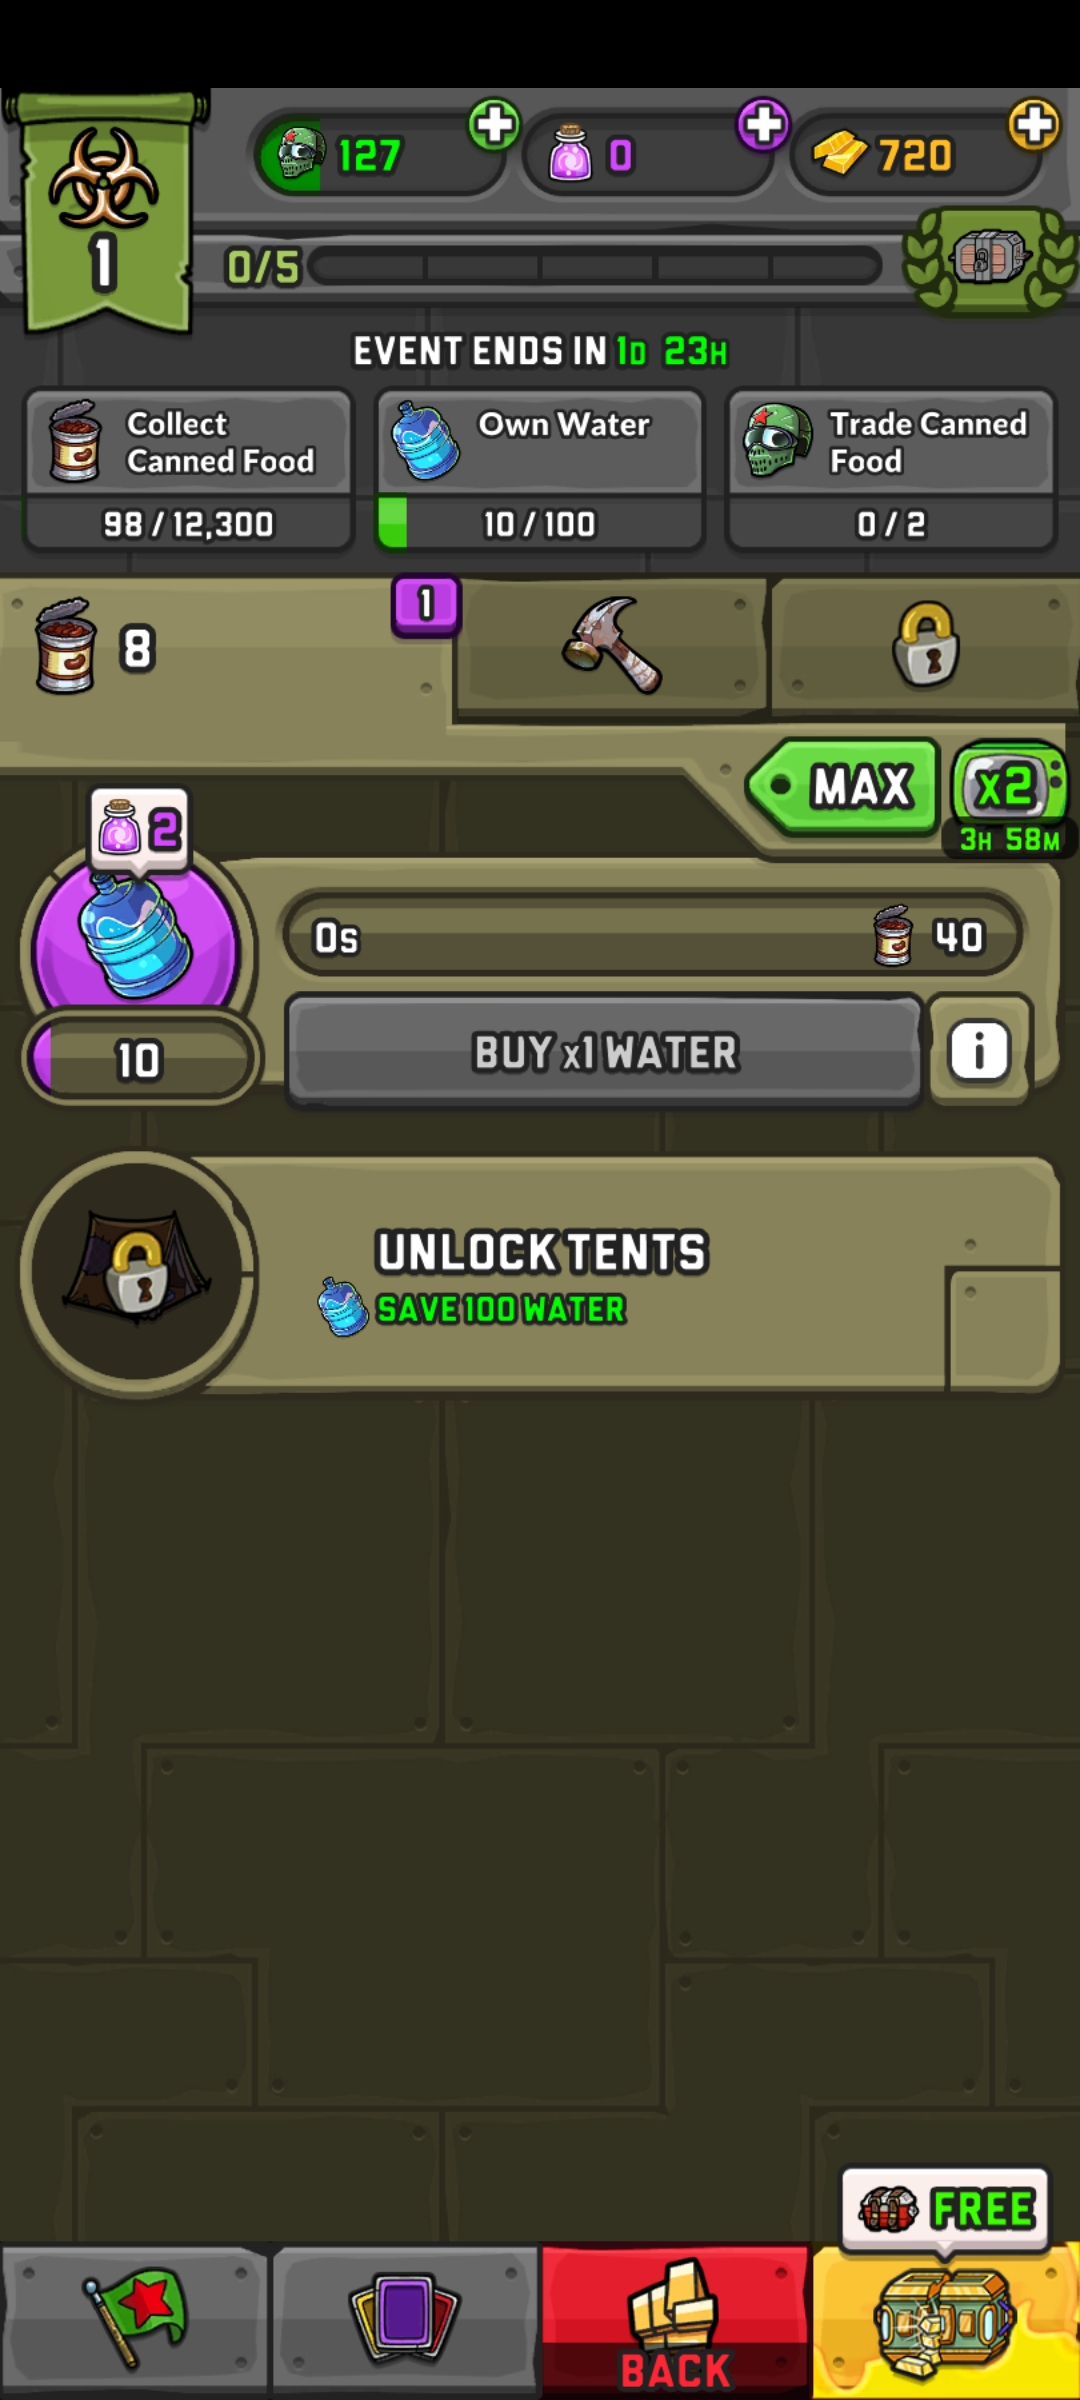 127
0
720
1
0/5
EVENT ENDS IN 1D 23H
Collect
Canned Food
98 / 12,300
Own Water
10 / 100
Trade Canned
Food
0 / 2
8
1
MAX
x2
3H 58M
2
0s
40
10
BUY x1 WATER
i
UNLOCK TENTS
SAVE 100 WATER
FREE
BACK